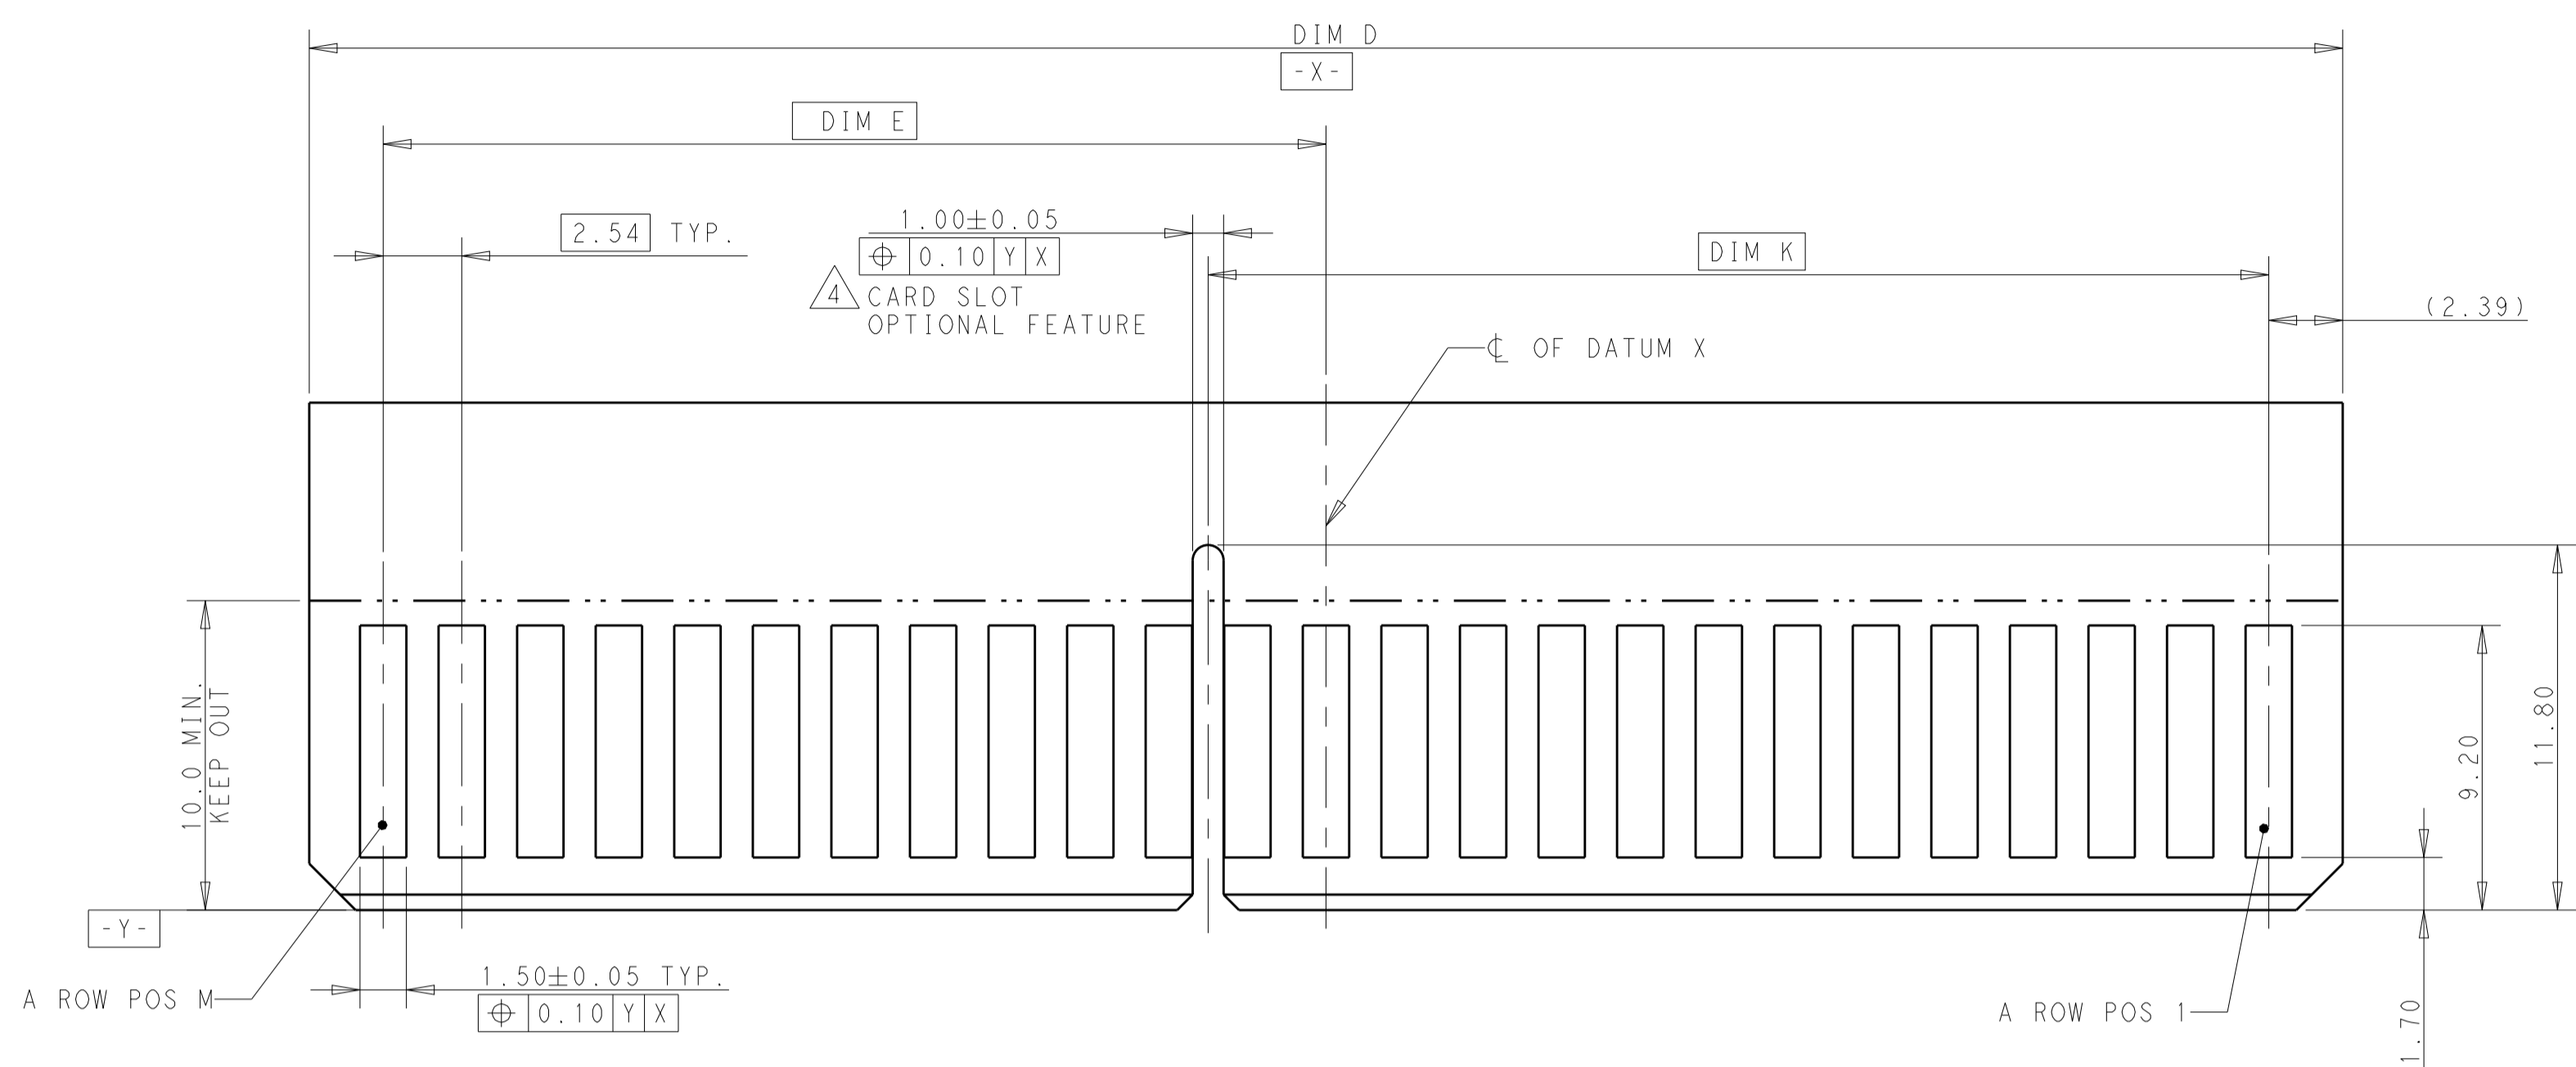 DIM D
-X-
DIM E
2.54 TYP.
1.00±0.05
⌖ 0.10 Y X
4 CARD SLOT
OPTIONAL FEATURE
DIM K
(2.39)
℄ OF DATUM X
10.0 MIN.
KEEP OUT
9.20
11.80
-Y-
1.50±0.05 TYP.
⌖ 0.10 Y X
A ROW POS M
A ROW POS 1
1.70